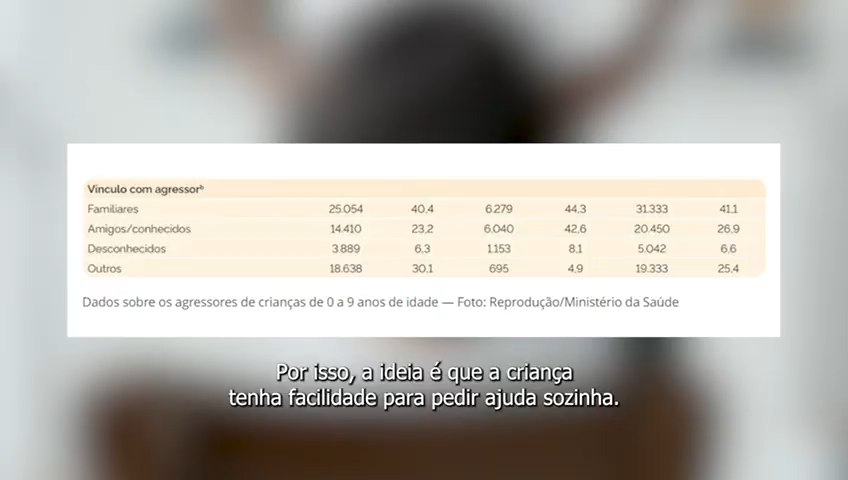 Vínculo com agressorᵇ
Familiares 25.054 40,4 6.279 44,3 31.333 41,1
Amigos/conhecidos 14.410 23,2 6.040 42,6 20.450 26,9
Desconhecidos 3.889 6,3 1.153 8,1 5.042 6,6
Outros 18.638 30,1 695 4,9 19.333 25,4
Dados sobre os agressores de crianças de 0 a 9 anos de idade — Foto: Reprodução/Ministério da Saúde
Por isso, a ideia é que a criança
tenha facilidade para pedir ajuda sozinha.